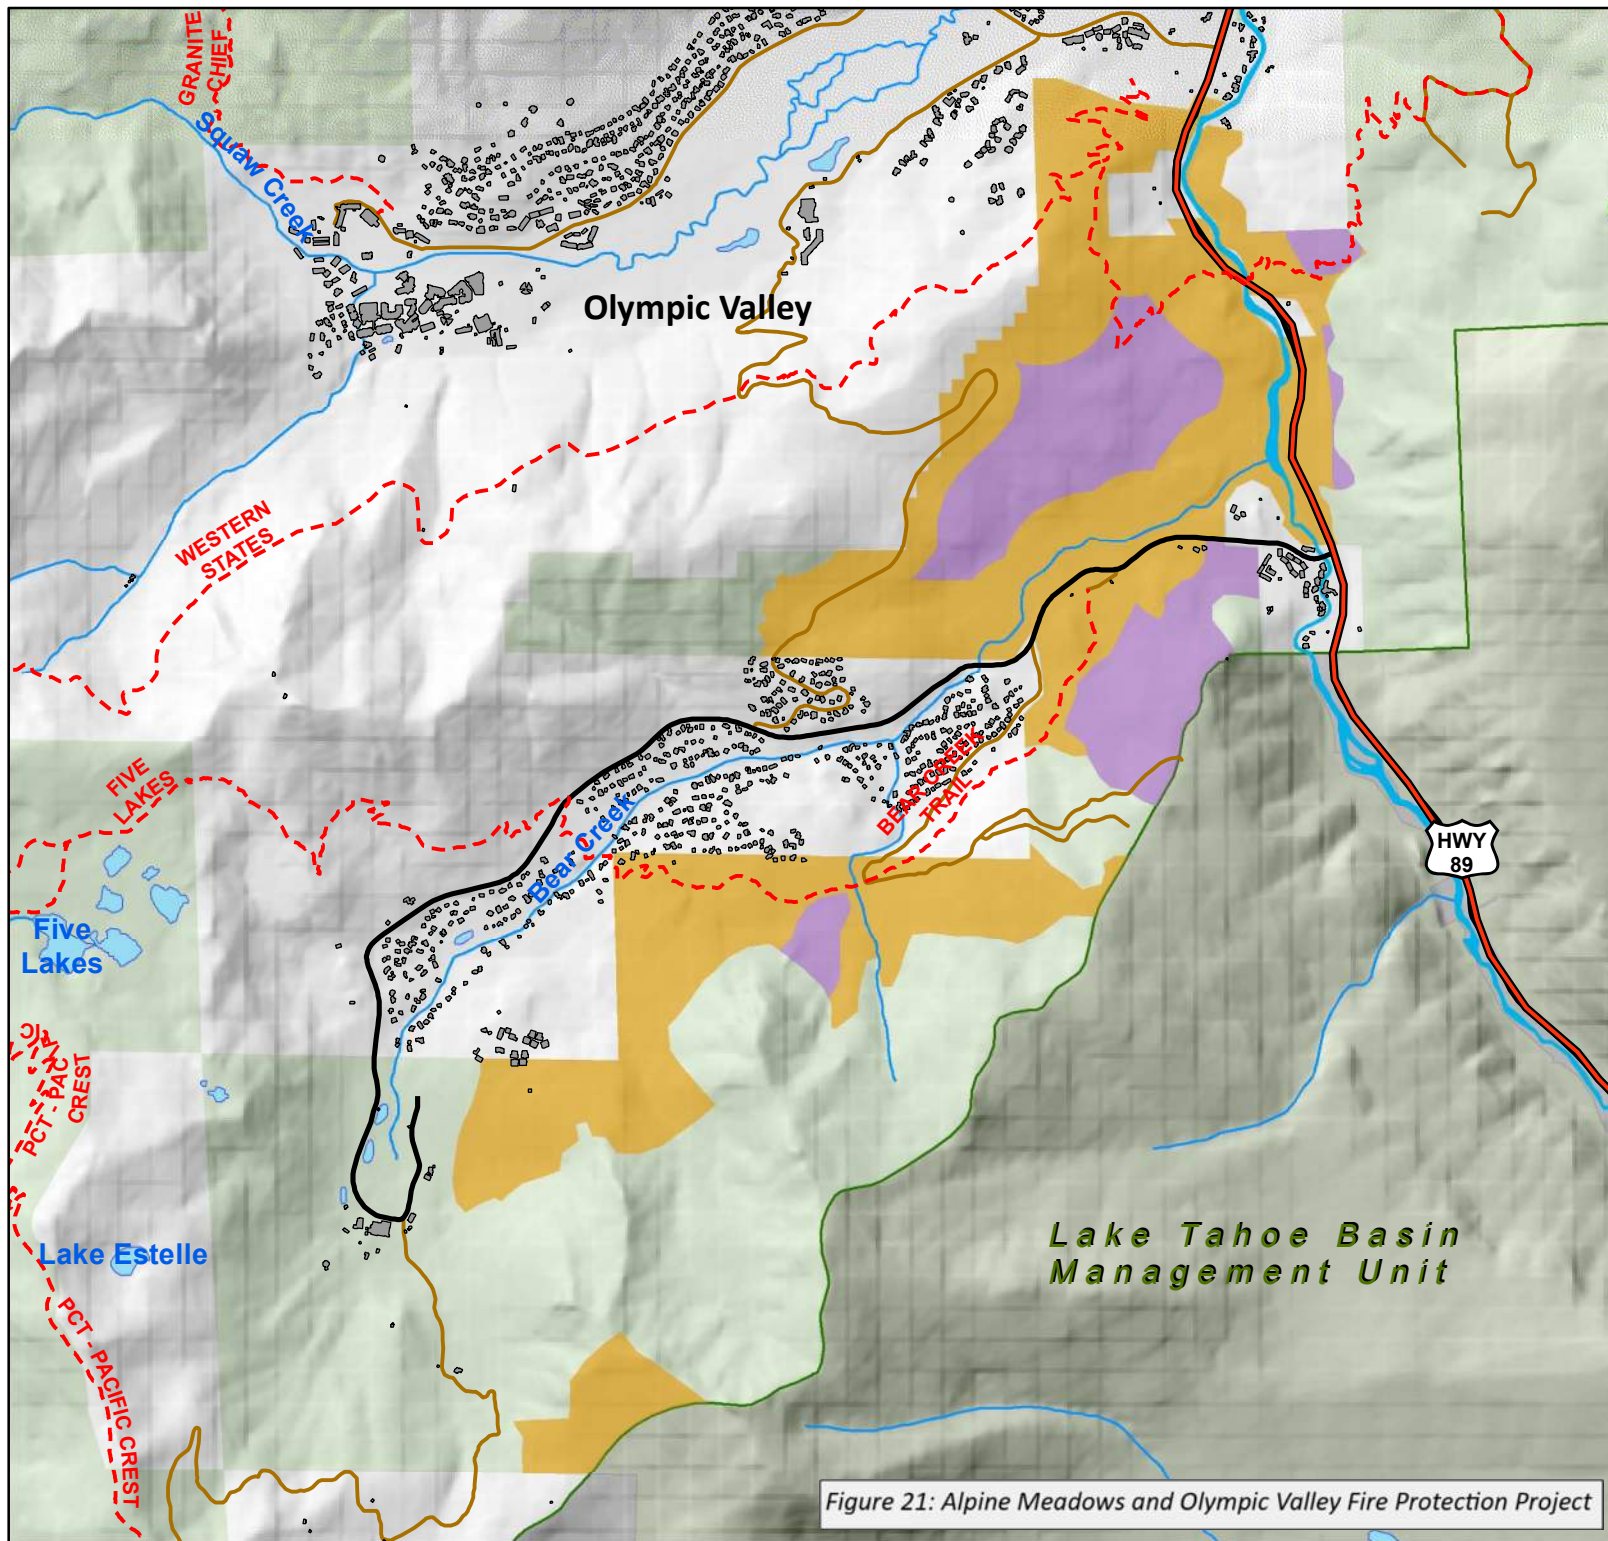 GRANITE
CHIEF
Squaw Creek
Olympic Valley
WESTERN
STATES
FIVE
LAKES
BEAR CREEK
TRAIL
Bear Creek
HWY
89
Five
Lakes
PCT - PAC
CREST
IC
Lake Estelle
Lake Tahoe Basin
Management Unit
PCT - PACIFIC CREST
Figure 21: Alpine Meadows and Olympic Valley Fire Protection Project